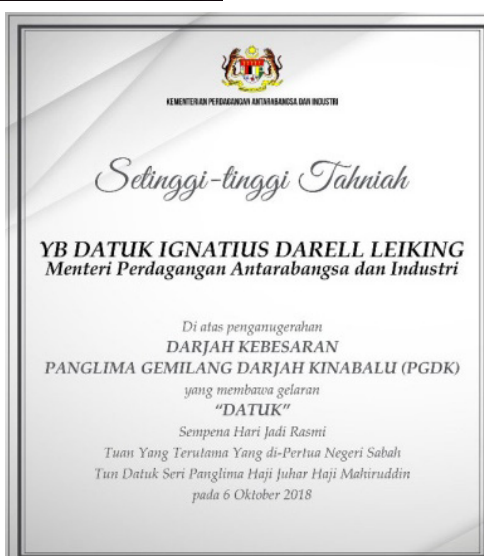 KEMENTERIAN PERDAGANGAN ANTARABANGSA DAN INDUSTRI
Setinggi-tinggi Tahniah
YB DATUK IGNATIUS DARELL LEIKING
Menteri Perdagangan Antarabangsa dan Industri
Di atas penganugerahan
DARJAH KEBESARAN
PANGLIMA GEMILANG DARJAH KINABALU (PGDK)
yang membawa gelaran
“DATUK”
Sempena Hari Jadi Rasmi
Tuan Yang Terutama Yang di-Pertua Negeri Sabah
Tun Datuk Seri Panglima Haji Juhar Haji Mahiruddin
pada 6 Oktober 2018